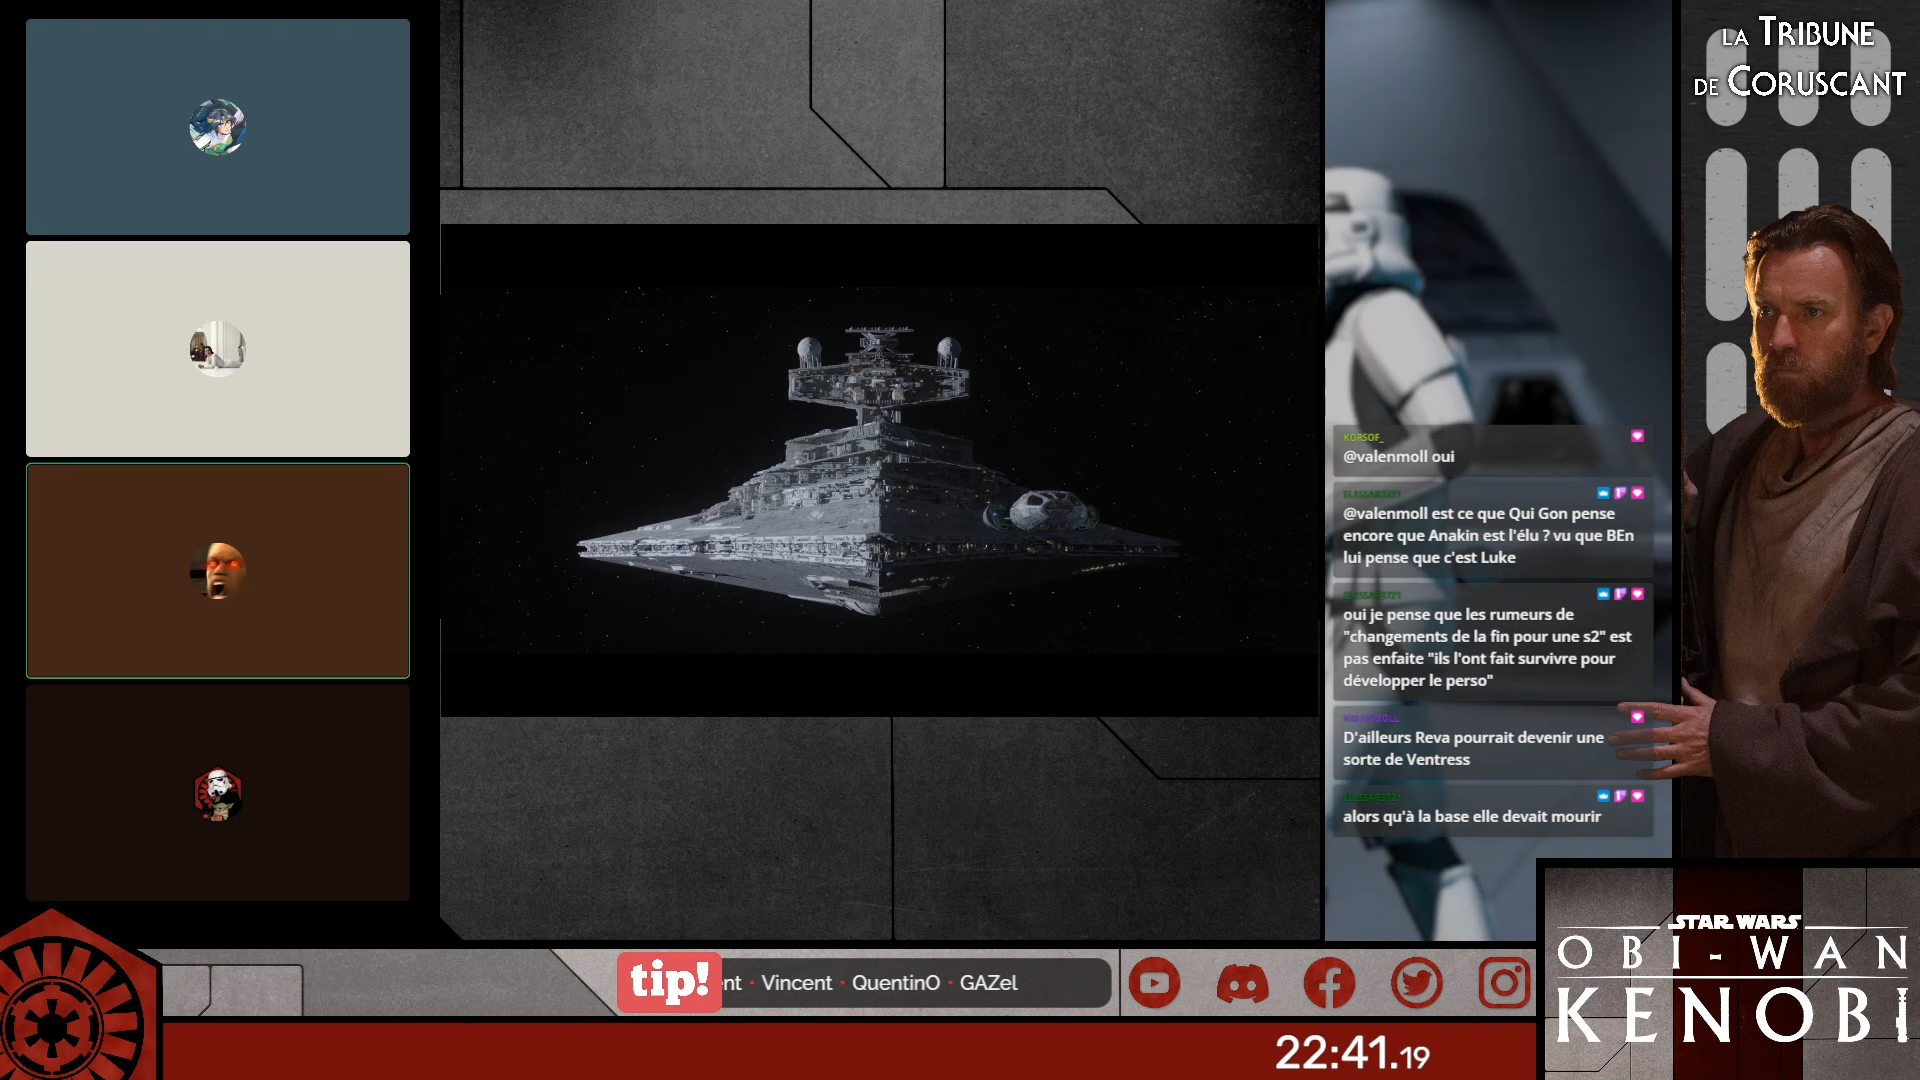 LA TRIBUNE
DE CORUSCANT
KORSOF_
@valenmoll oui
@valenmoll est ce que Qui Gon pense
encore que Anakin est l'élu ? vu que BEn
lui pense que c'est Luke
oui je pense que les rumeurs de
"changements de la fin pour une s2" est
pas enfaite "ils l'ont fait survivre pour
développer le perso"
VALENMOLL
D'ailleurs Reva pourrait devenir une
sorte de Ventress
alors qu'à la base elle devait mourir
tip!
nt • Vincent • QuentinO • GAZel
STAR WARS
OBI-WAN
KENOBI
22:41.19